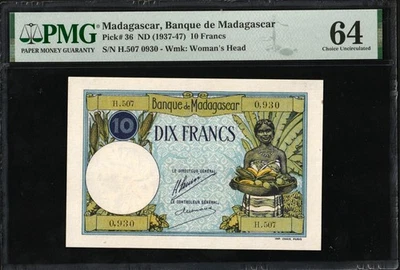 PMG
PAPER MONEY GUARANTY
Madagascar, Banque de Madagascar
Pick# 36 ND (1937-47) 10 Francs
S/N H.507 0930 - Wmk: Woman's Head
64
Choice Uncirculated
H.507
Banque de Madagascar
0.930
10
DIX FRANCS
LE DIRECTEUR GÉNÉRAL
LE CONTROLEUR GÉNÉRAL
0.930
H.507